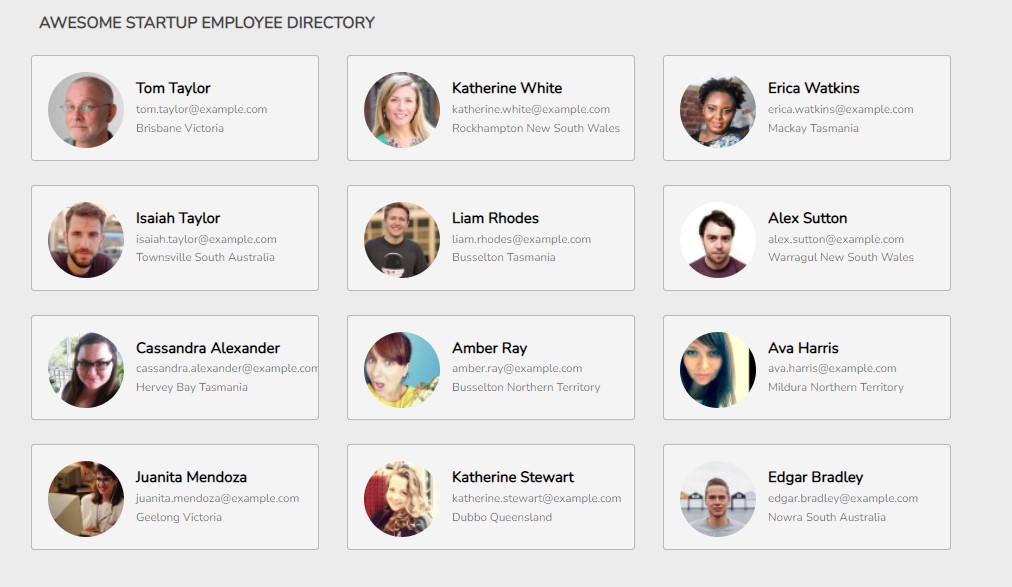 AWESOME STARTUP EMPLOYEE DIRECTORY
Tom Taylor
tom.taylor@example.com
Brisbane Victoria
Katherine White
katherine.white@example.com
Rockhampton New South Wales
Erica Watkins
erica.watkins@example.com
Mackay Tasmania
Isaiah Taylor
isaiah.taylor@example.com
Townsville South Australia
Liam Rhodes
liam.rhodes@example.com
Busselton Tasmania
Alex Sutton
alex.sutton@example.com
Warragul New South Wales
Cassandra Alexander
cassandra.alexander@example.com
Hervey Bay Tasmania
Amber Ray
amber.ray@example.com
Busselton Northern Territory
Ava Harris
ava.harris@example.com
Mildura Northern Territory
Juanita Mendoza
juanita.mendoza@example.com
Geelong Victoria
Katherine Stewart
katherine.stewart@example.com
Dubbo Queensland
Edgar Bradley
edgar.bradley@example.com
Nowra South Australia